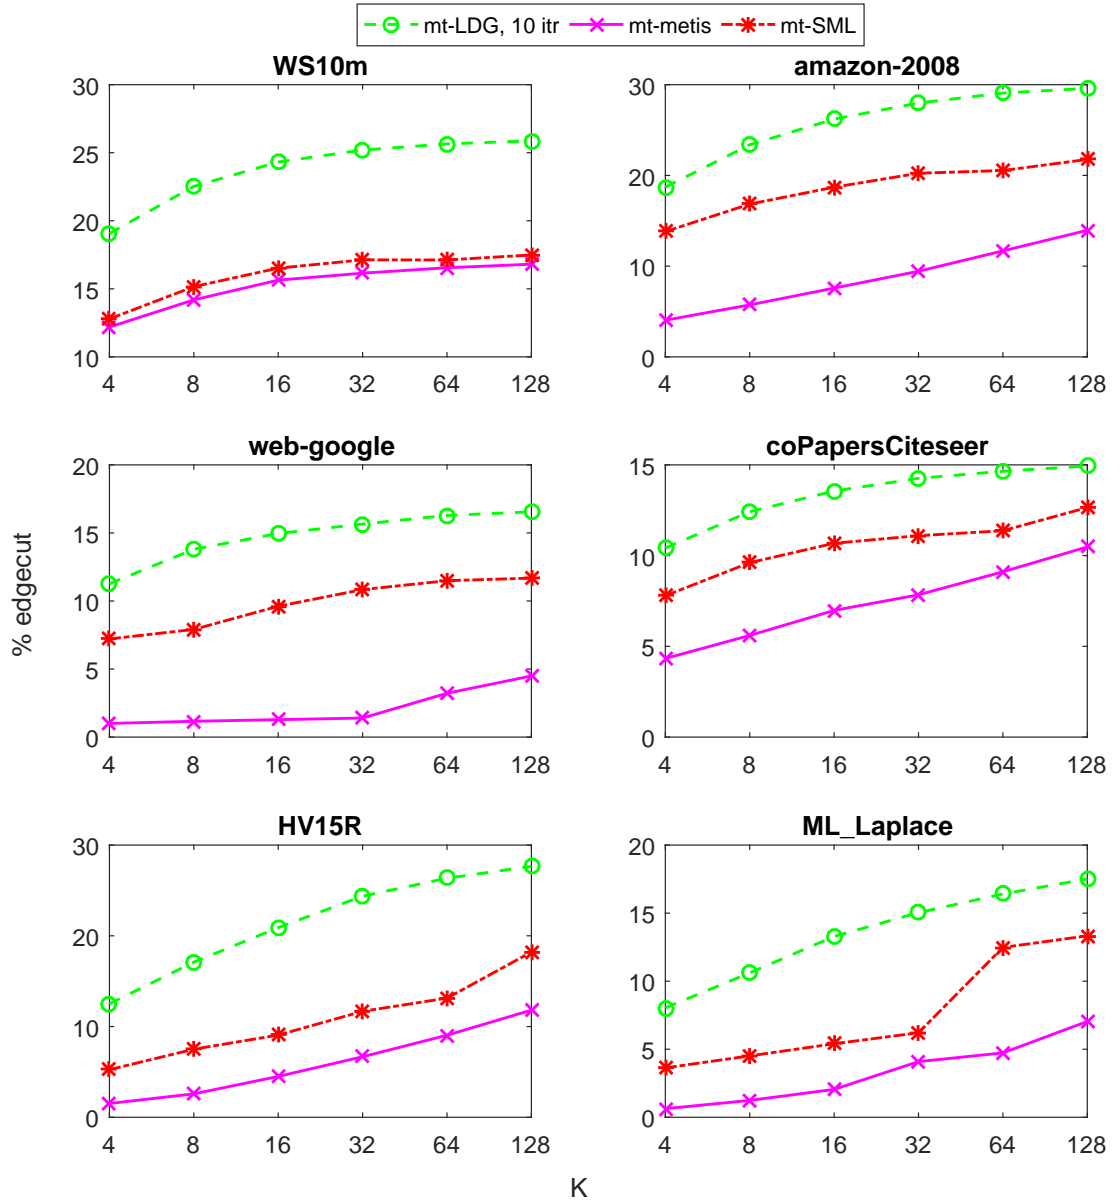 mt-LDG, 10 itr mt-metis mt-SML
WS10m
30
25
20
15
10
4 8 16 32 64 128
amazon-2008
30
20
10
0
4 8 16 32 64 128
web-google
20
15
10
5
0
4 8 16 32 64 128
coPapersCiteseer
15
10
5
0
4 8 16 32 64 128
% edgecut
HV15R
30
20
10
0
4 8 16 32 64 128
ML_Laplace
20
15
10
5
0
4 8 16 32 64 128
K